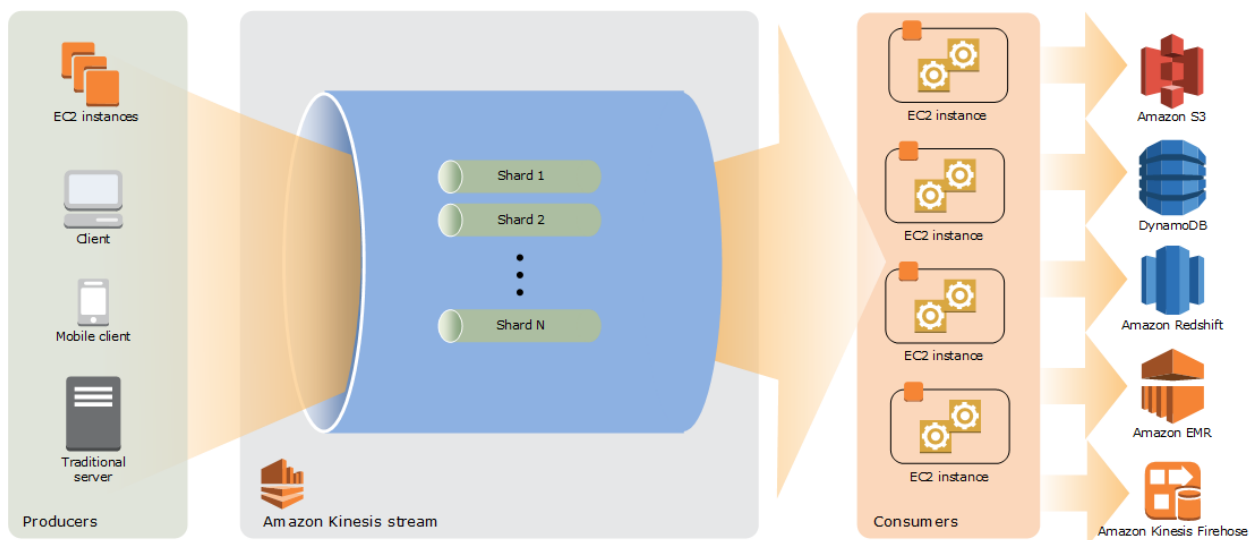 EC2 instances
Client
Mobile client
Traditional
server
Producers
Shard 1
Shard 2
Shard N
Amazon Kinesis stream
EC2 instance
EC2 instance
EC2 instance
EC2 instance
Consumers
Amazon S3
DynamoDB
Amazon Redshift
Amazon EMR
Amazon Kinesis Firehose